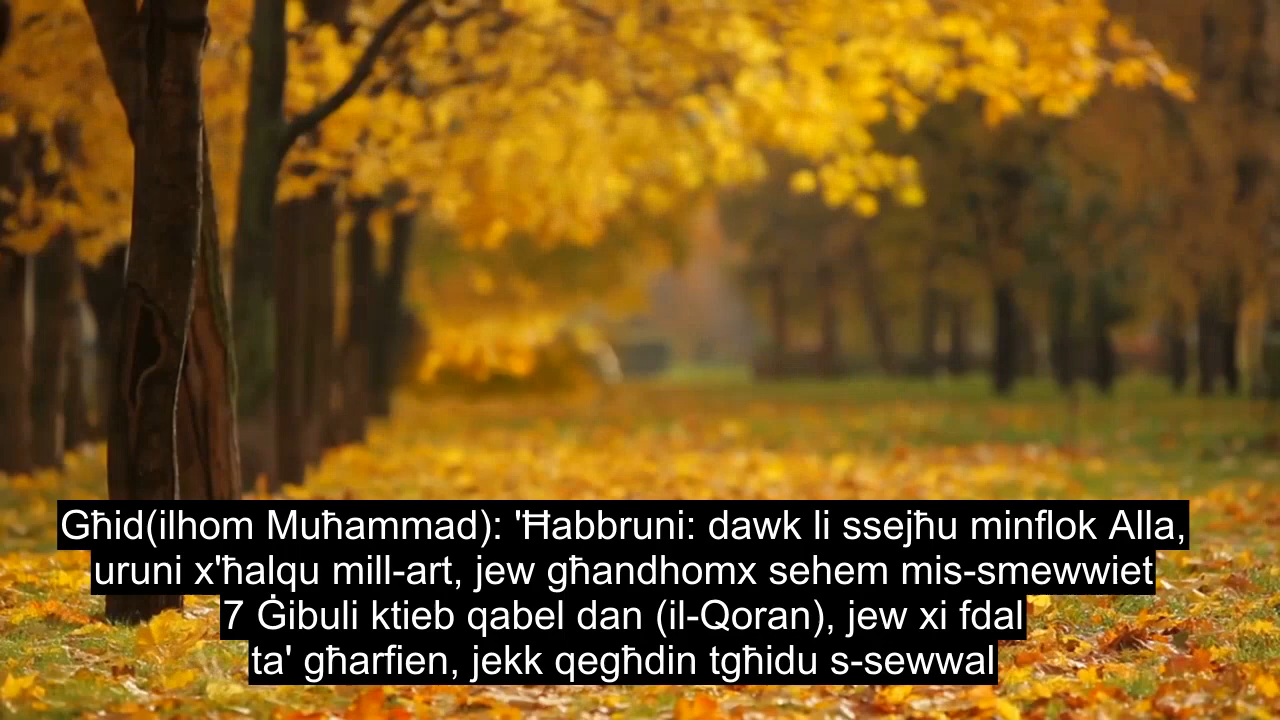 Għid(ilhom Muħammad): 'Ħabbruni: dawk li ssejħu minflok Alla,
uruni x'ħalqu mill-art, jew għandhomx sehem mis-smewwiet
7 Ġibuli ktieb qabel dan (il-Qoran), jew xi fdal
ta' għarfien, jekk qegħdin tgħidu s-sewwal